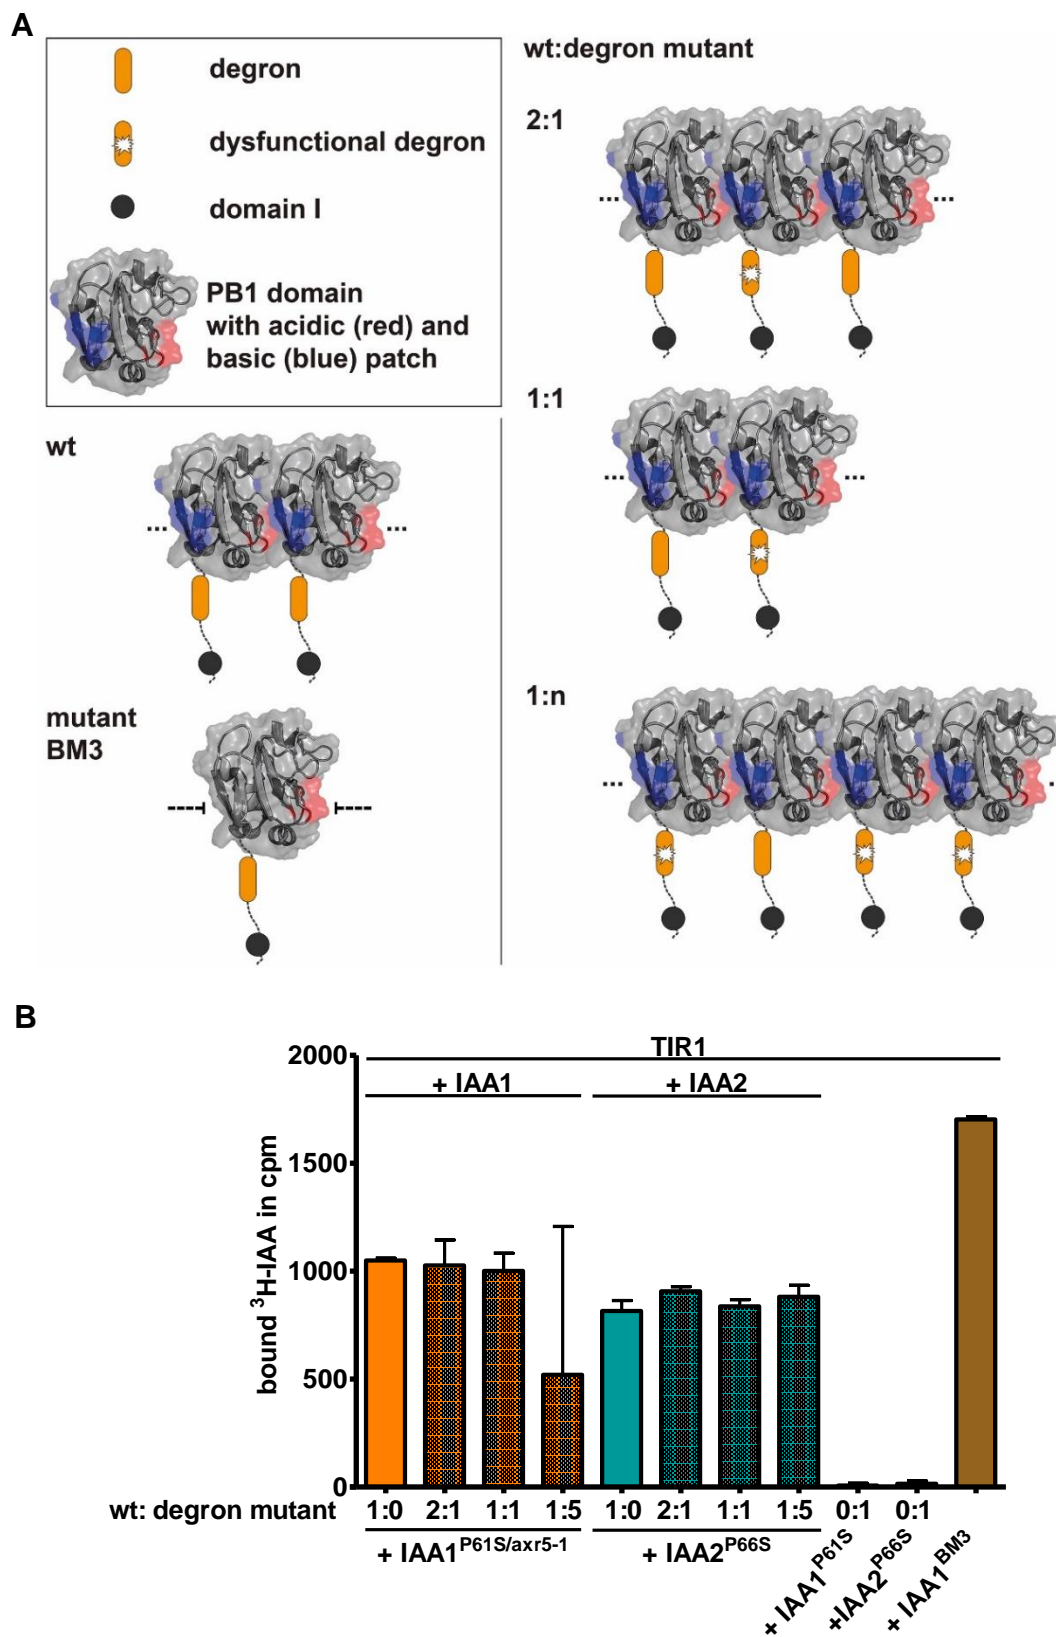 A
degron
dysfunctional degron
domain I
PB1 domain
with acidic (red) and
basic (blue) patch
wt
...
...
mutant
BM3
wt:degron mutant
2:1
...
...
1:1
...
...
1:n
...
..
B
TIR1
+ IAA1
+ IAA2
bound ³H-IAA in cpm
2000
1500
1000
500
0
wt: degron mutant
1:0 2:1 1:1 1:5 1:0 2:1 1:1 1:5 0:1 0:1
+ IAA1^P61S/axr5-1
+ IAA2^P66S
+ IAA1^P61S
+IAA2^P66S
+ IAA1^BM3